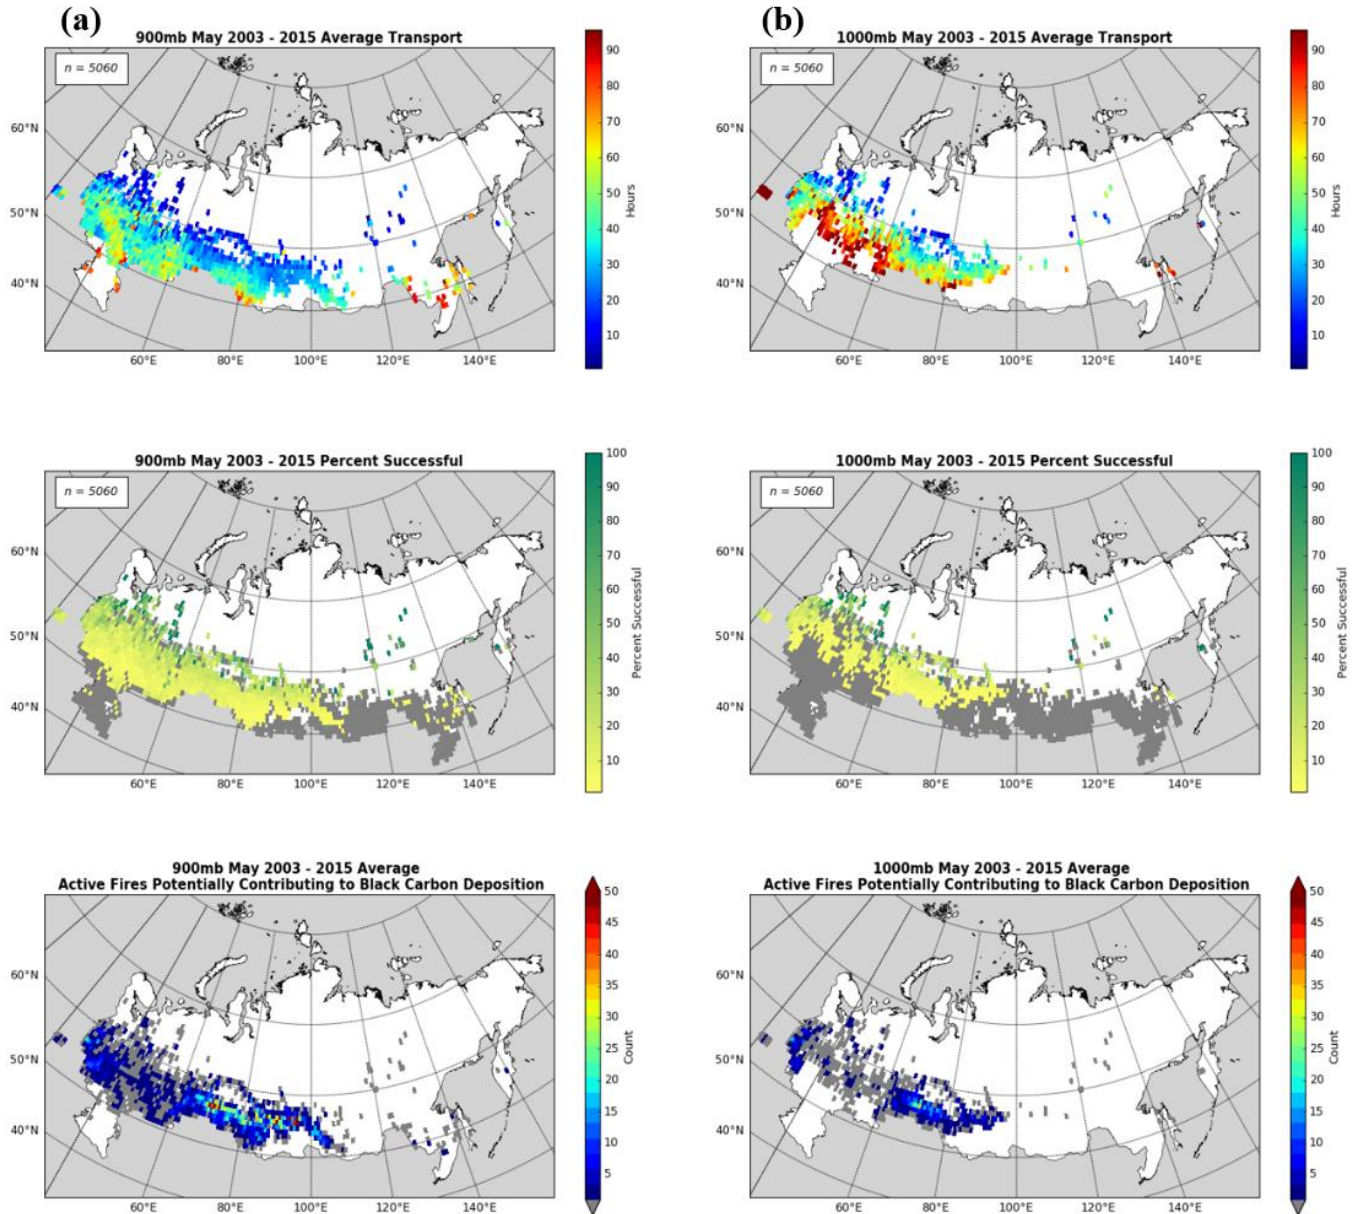 (a)
900mb May 2003 - 2015 Average Transport
n = 5060
60°N
50°N
40°N
60°E 80°E 100°E 120°E 140°E
90
80
70
60
50
40
30
20
10
Hours
(b)
1000mb May 2003 - 2015 Average Transport
n = 5060
60°N
50°N
40°N
60°E 80°E 100°E 120°E 140°E
90
80
70
60
50
40
30
20
10
Hours
900mb May 2003 - 2015 Percent Successful
n = 5060
60°N
50°N
40°N
60°E 80°E 100°E 120°E 140°E
100
90
80
70
60
50
40
30
20
10
Percent Successful
1000mb May 2003 - 2015 Percent Successful
n = 5060
60°N
50°N
40°N
60°E 80°E 100°E 120°E 140°E
100
90
80
70
60
50
40
30
20
10
Percent Successful
900mb May 2003 - 2015 Average
Active Fires Potentially Contributing to Black Carbon Deposition
60°N
50°N
40°N
60°E 80°E 100°E 120°E 140°E
50
45
40
35
30
25
20
15
10
5
Count
1000mb May 2003 - 2015 Average
Active Fires Potentially Contributing to Black Carbon Deposition
60°N
50°N
40°N
60°E 80°E 100°E 120°E 140°E
50
45
40
35
30
25
20
15
10
5
Count